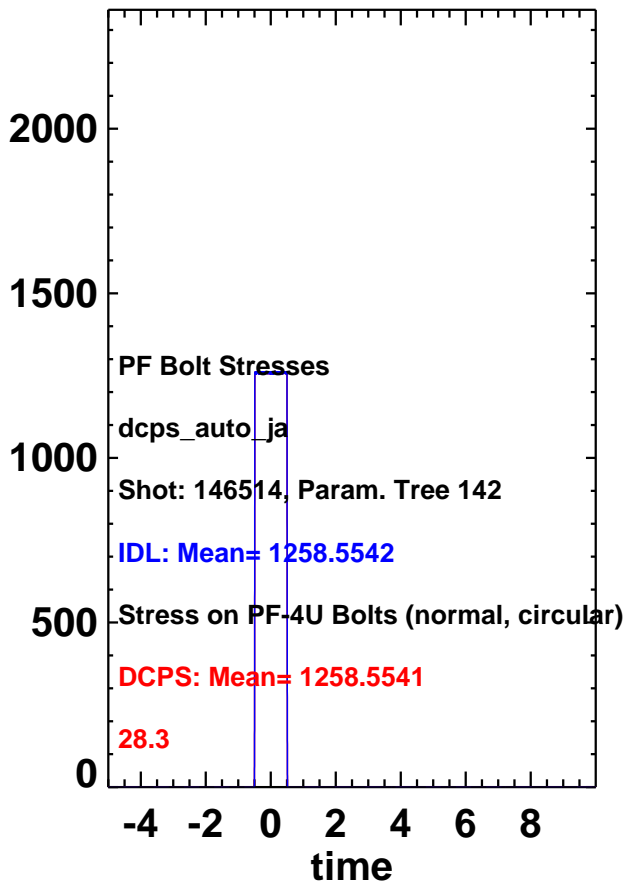 2000
1500
PF Bolt Stresses
dcps_auto_ja
1000
Shot: 146514, Param. Tree 142
IDL: Mean= 1258.5542
500
Stress on PF-4U Bolts (normal, circular)
DCPS: Mean= 1258.5541
28.3
0
-4 -2 0 2 4 6 8
time